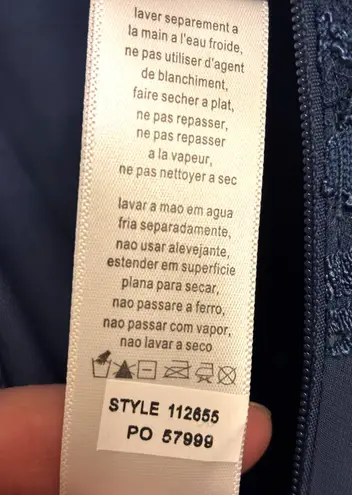 laver separement a
la main a l'eau froide,
ne pas utiliser d'agent
de blanchiment,
faire secher a plat,
ne pas repasser,
ne pas repasser
a la vapeur,
ne pas nettoyer a sec
lavar a mao em agua
fria separadamente,
nao usar alevejante,
estender em superficie
plana para secar,
nao passare a ferro,
nao passar com vapor,
nao lavar a seco
STYLE 112655
PO 57999